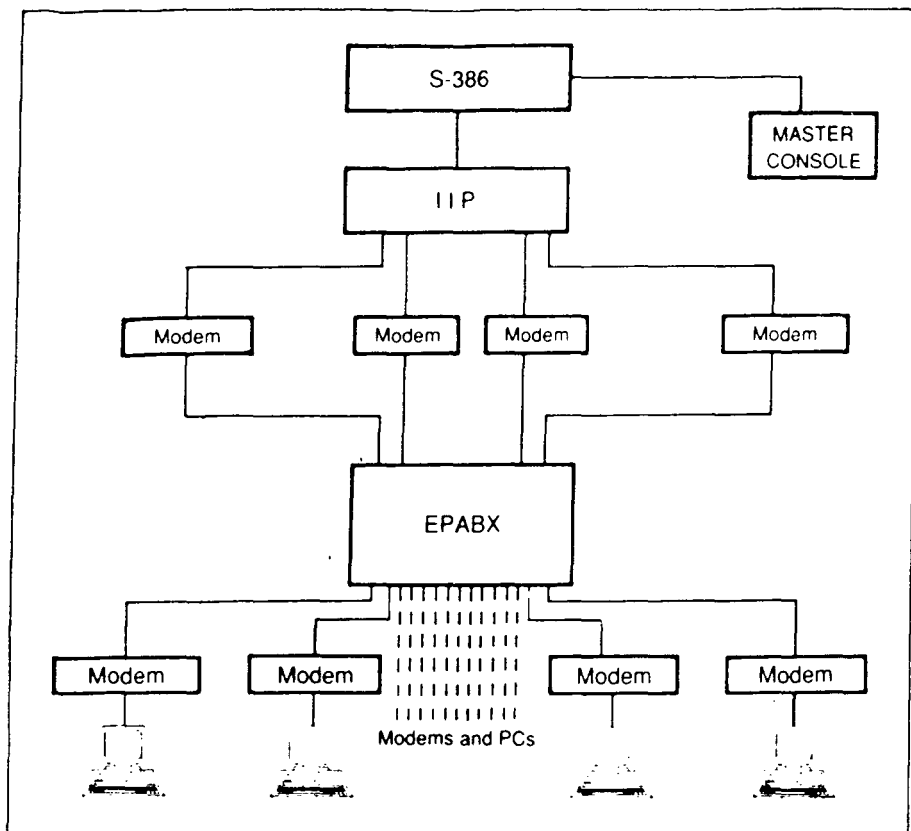 S-386
MASTER
CONSOLE
IIP
Modem
Modem
Modem
Modem
EPABX
Modem
Modem
Modem
Modem
Modems and PCs